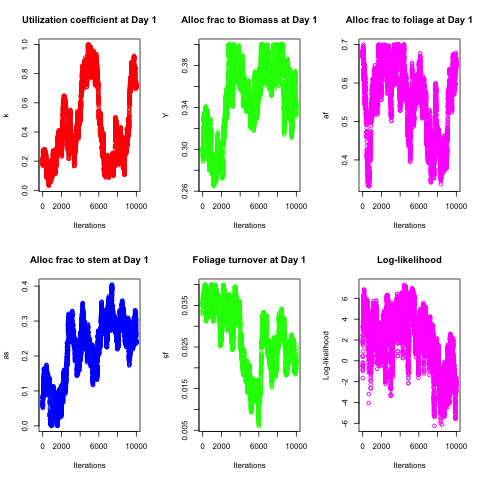 Utilization coefficient at Day 1
k
0.0 0.2 0.4 0.6 0.8 1.0
0 2000 6000 10000
Iterations
Alloc frac to Biomass at Day 1
Y
0.26 0.30 0.34 0.38
0 2000 6000 10000
Iterations
Alloc frac to foliage at Day 1
af
0.4 0.5 0.6 0.7
0 2000 6000 10000
Iterations
Alloc frac to stem at Day 1
as
0.0 0.1 0.2 0.3 0.4
0 2000 6000 10000
Iterations
Foliage turnover at Day 1
sf
0.005 0.015 0.025 0.035
0 2000 6000 10000
Iterations
Log-likelihood
Log-likelihood
-6 -4 -2 0 2 4 6
0 2000 6000 10000
Iterations